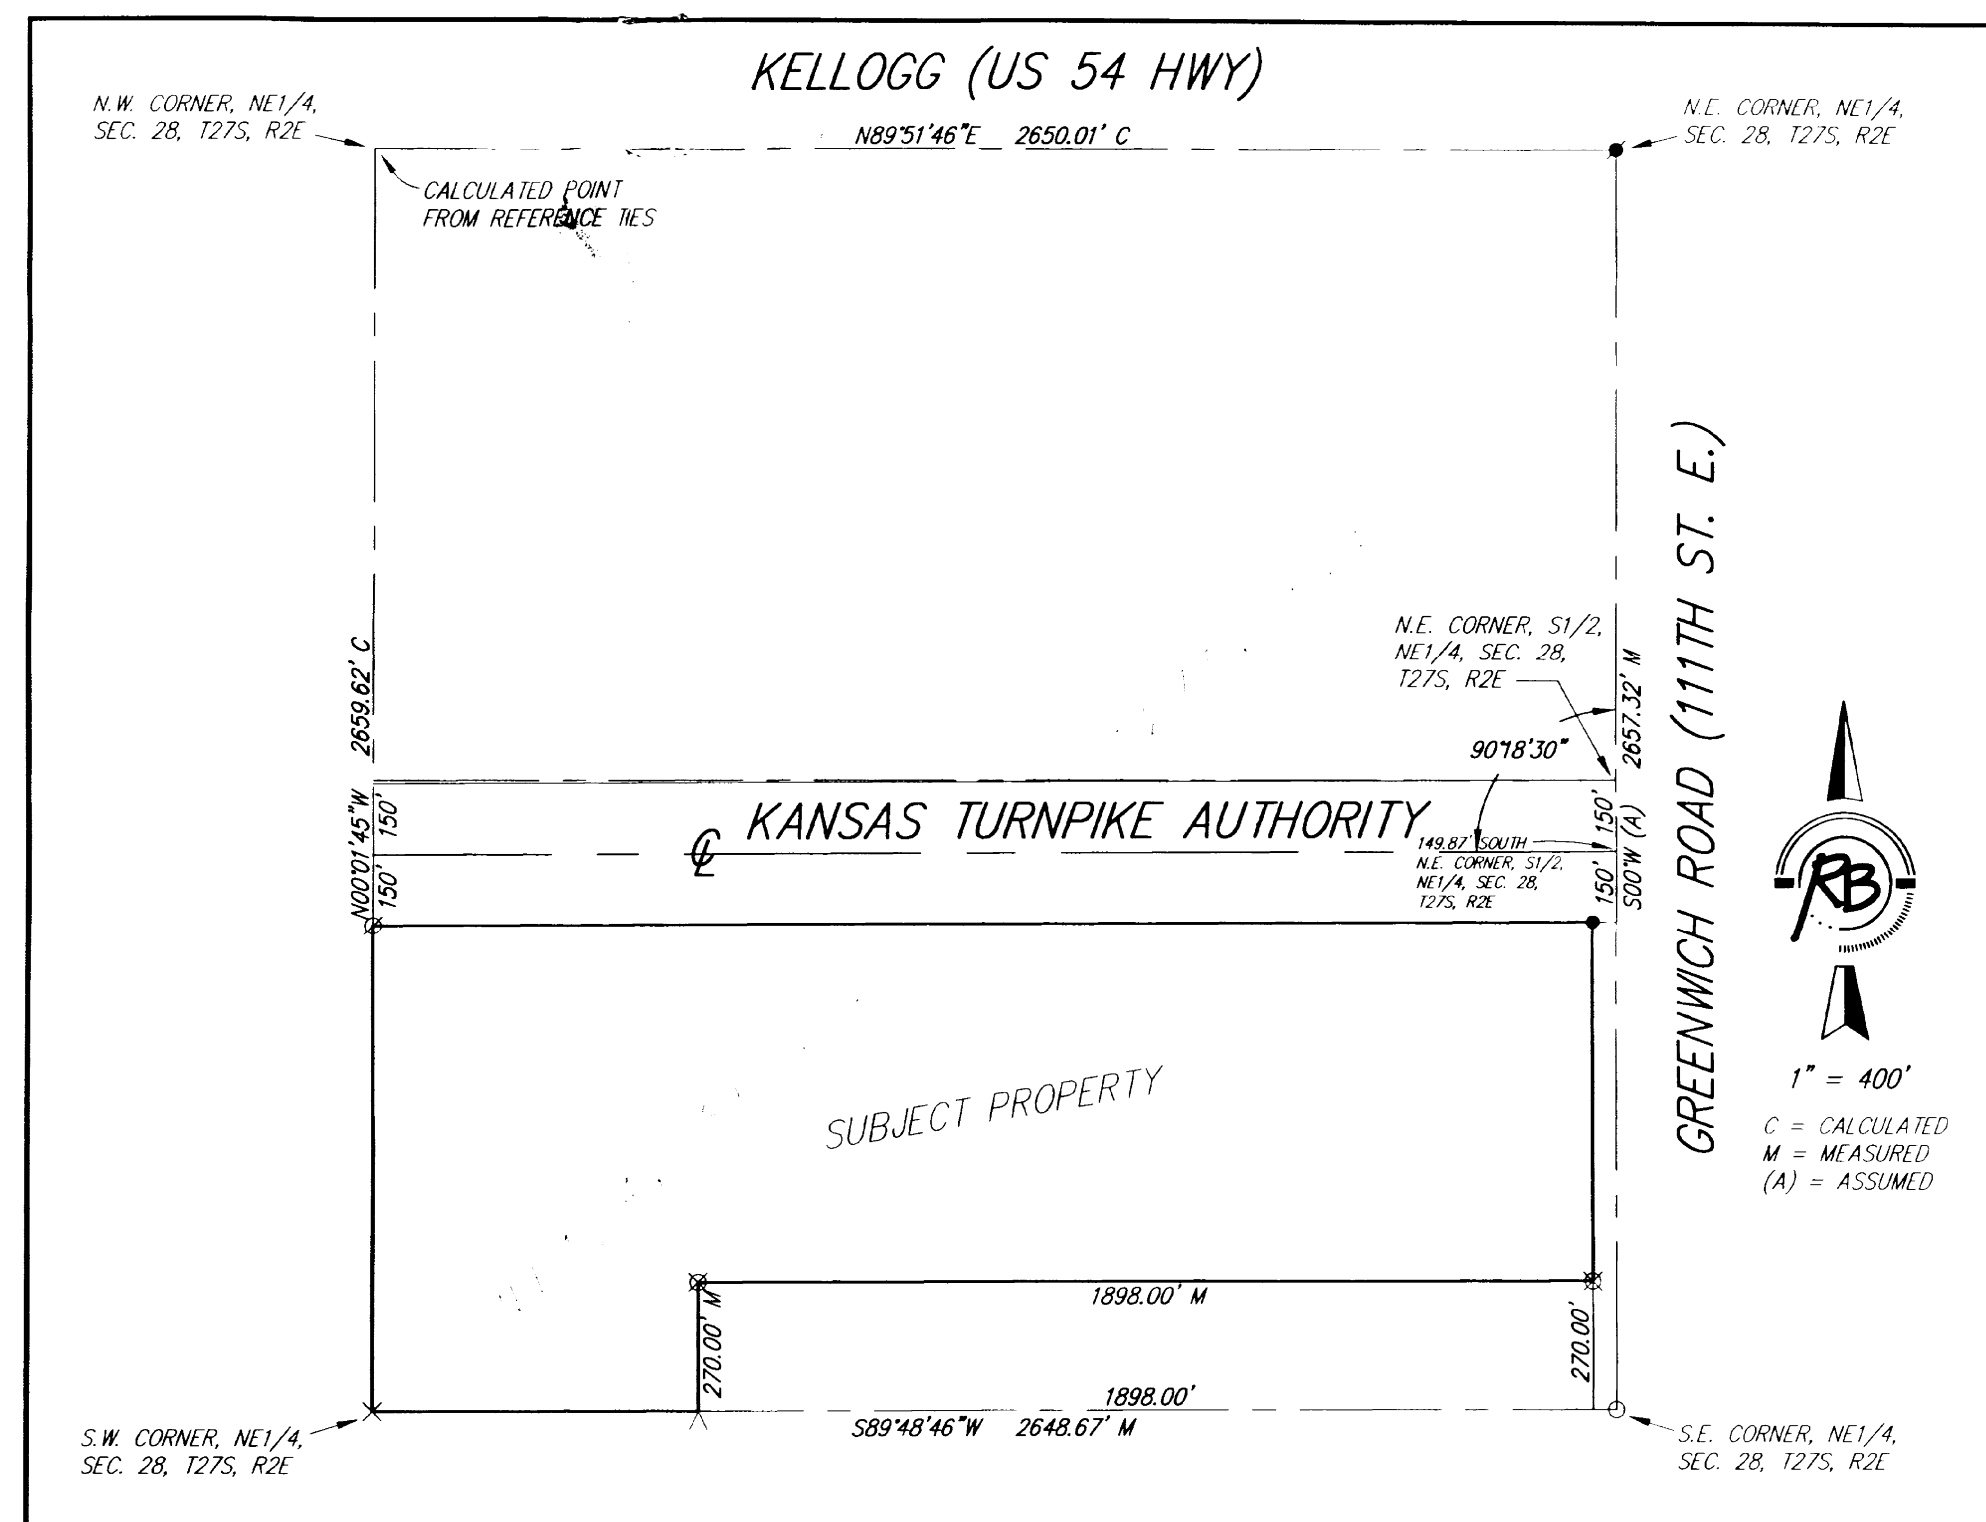 KELLOGG (US 54 HWY)
N.W. CORNER, NE1/4,
SEC. 28, T27S, R2E
N89°51'46"E 2650.01' C
N.E. CORNER, NE1/4,
SEC. 28, T27S, R2E
CALCULATED POINT
FROM REFERENCE TIES
N.E. CORNER, S1/2,
NE1/4, SEC. 28,
T27S, R2E
90°18'30"
2659.62' C
N00°01'45"W
150'
150'
2657.32' M
S00°W (A)
150'
150'
GREENWICH ROAD (111TH ST. E.)
KANSAS TURNPIKE AUTHORITY
℄
149.87' SOUTH
N.E. CORNER, S1/2,
NE1/4, SEC. 28,
T27S, R2E
RB
1" = 400'
C = CALCULATED
M = MEASURED
(A) = ASSUMED
SUBJECT PROPERTY
1898.00' M
270.00' M
270.00'
1898.00'
S89°48'46"W 2648.67' M
S.W. CORNER, NE1/4,
SEC. 28, T27S, R2E
S.E. CORNER, NE1/4,
SEC. 28, T27S, R2E